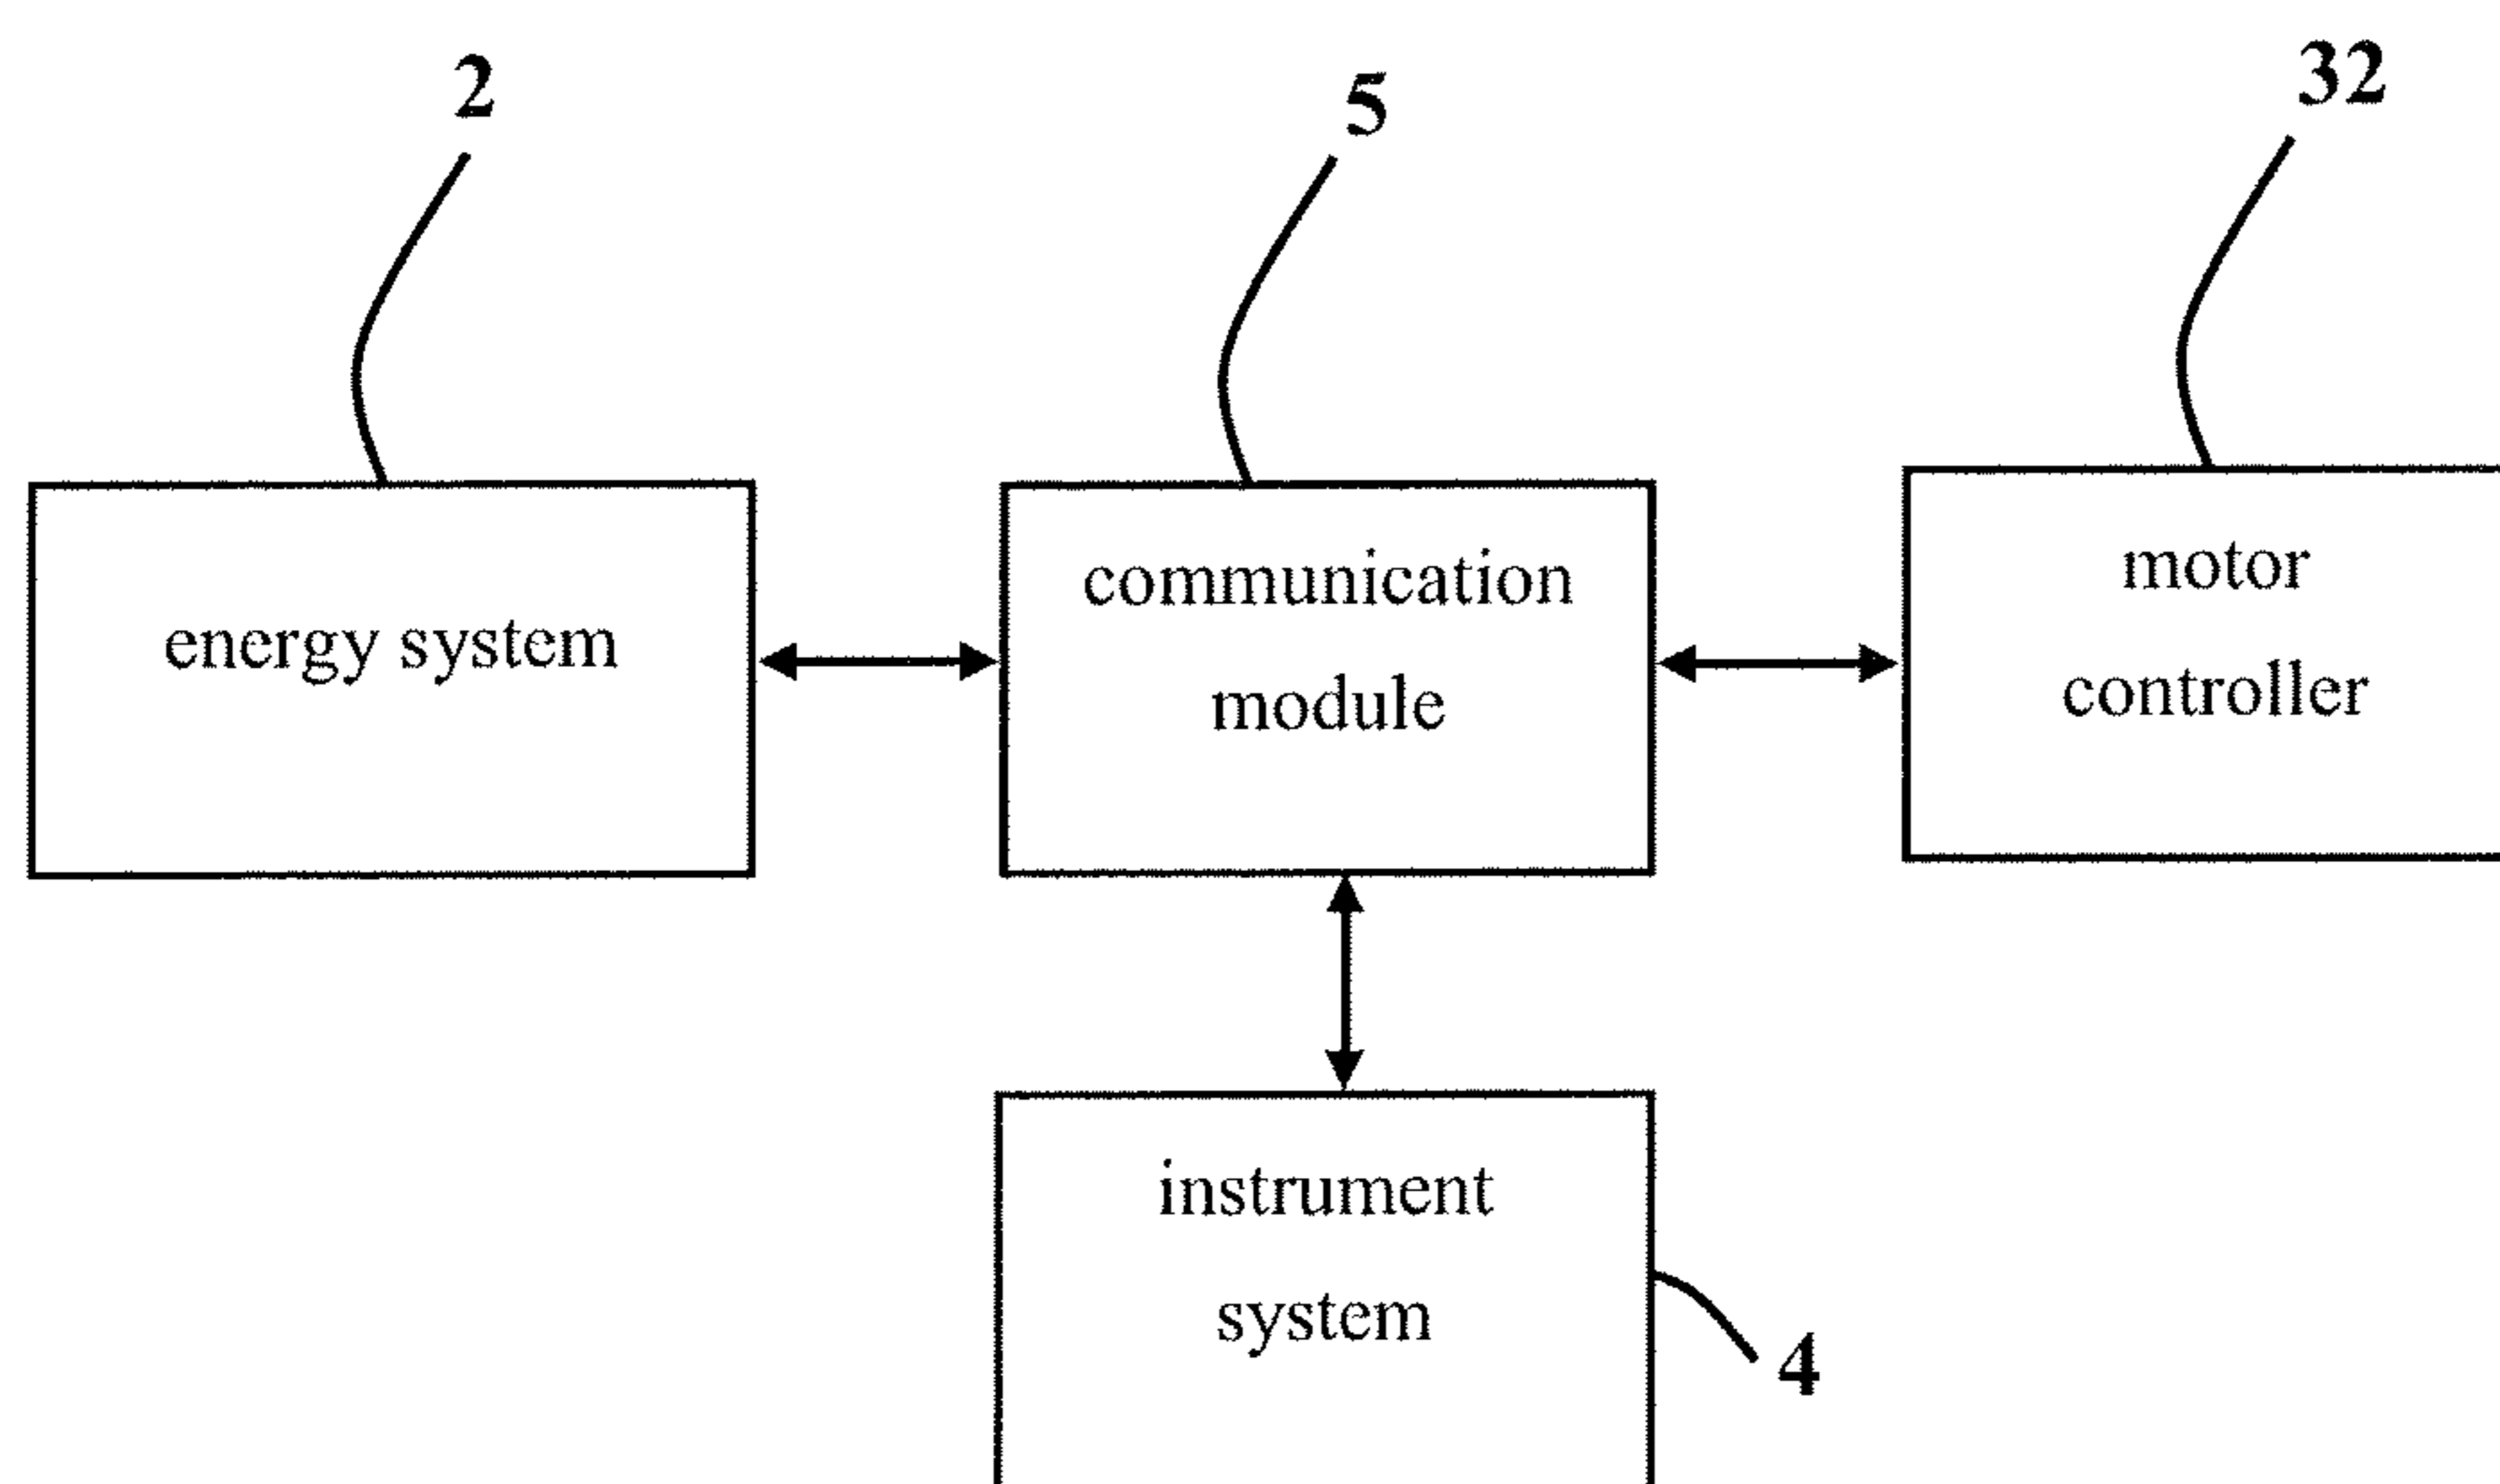 2
5
32
energy system
communication
module
motor
controller
instrument
system
4